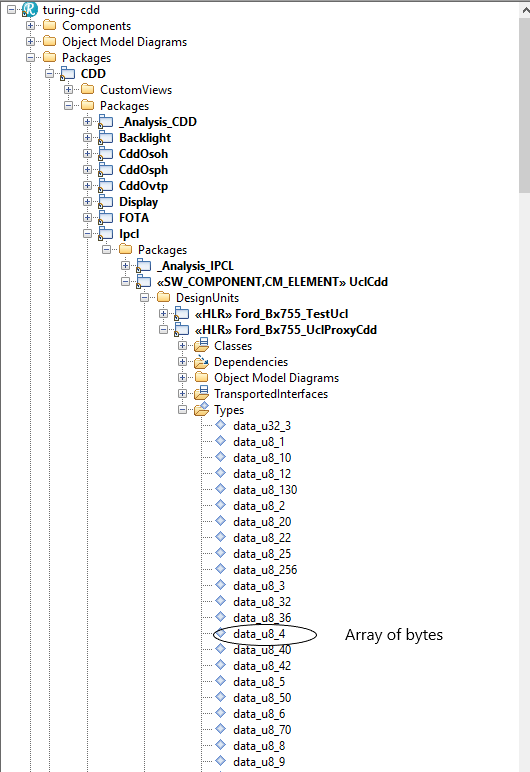 turing-cdd
Components
Object Model Diagrams
Packages
CDD
CustomViews
Packages
_Analysis_CDD
Backlight
CddOsoh
CddOsph
CddOvtp
Display
FOTA
Ipcl
Packages
_Analysis_IPCL
«SW_COMPONENT,CM_ELEMENT» UclCdd
DesignUnits
«HLR» Ford_Bx755_TestUcl
«HLR» Ford_Bx755_UclProxyCdd
Classes
Dependencies
Object Model Diagrams
TransportedInterfaces
Types
data_u32_3
data_u8_1
data_u8_10
data_u8_12
data_u8_130
data_u8_2
data_u8_20
data_u8_22
data_u8_25
data_u8_256
data_u8_3
data_u8_32
data_u8_36
data_u8_4 Array of bytes
data_u8_40
data_u8_42
data_u8_5
data_u8_50
data_u8_6
data_u8_70
data_u8_8
data_u8_9